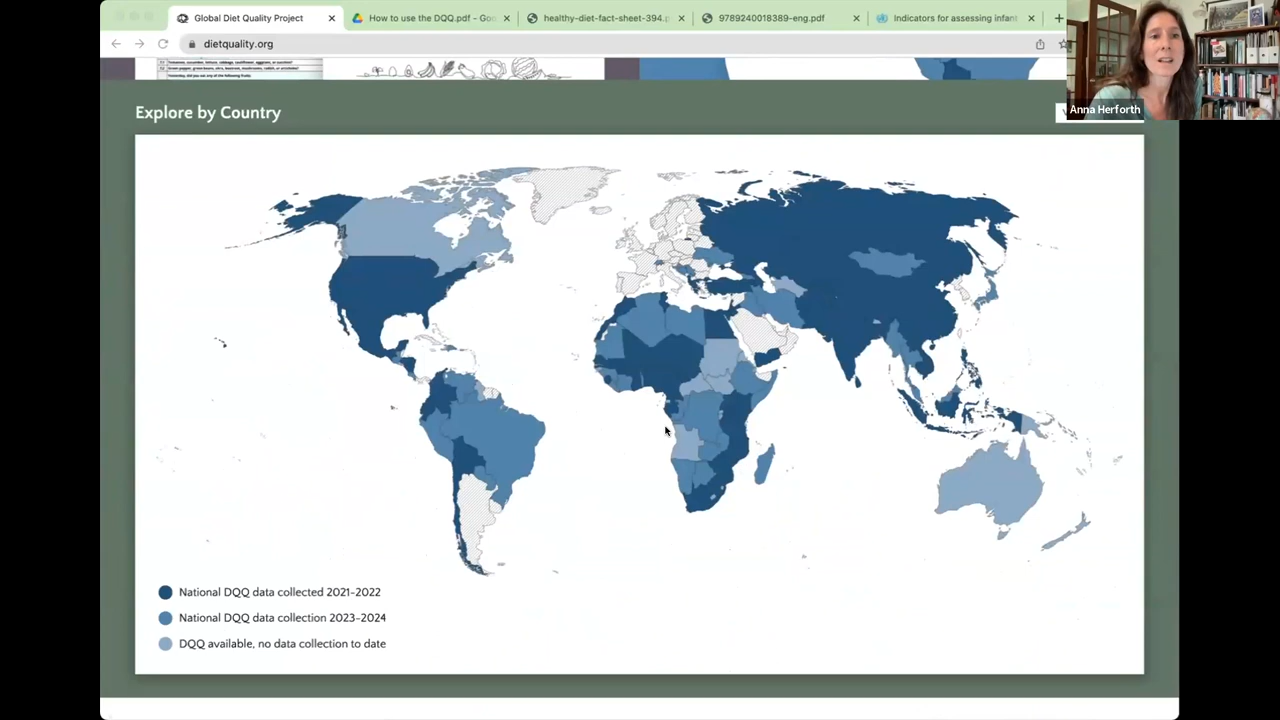 Global Diet Quality Project
How to use the DQQ.pdf - Goo
healthy-diet-fact-sheet-394.p
9789240018389-eng.pdf
Indicators for assessing infant
dietquality.org
Anna Herforth
Explore by Country
National DQQ data collected 2021-2022
National DQQ data collection 2023-2024
DQQ available, no data collection to date